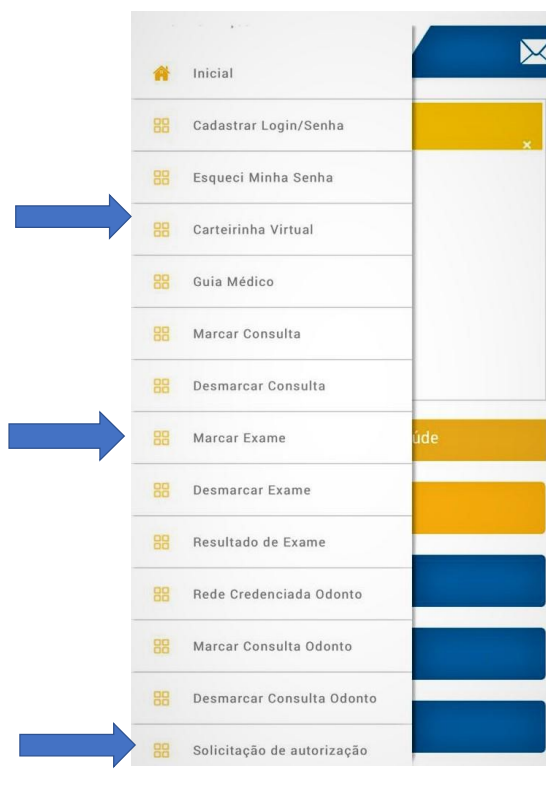 Inicial
Cadastrar Login/Senha
Esqueci Minha Senha
Carteirinha Virtual
Guia Médico
Marcar Consulta
Desmarcar Consulta
Marcar Exame
úde
Desmarcar Exame
Resultado de Exame
Rede Credenciada Odonto
Marcar Consulta Odonto
Desmarcar Consulta Odonto
Solicitação de autorização